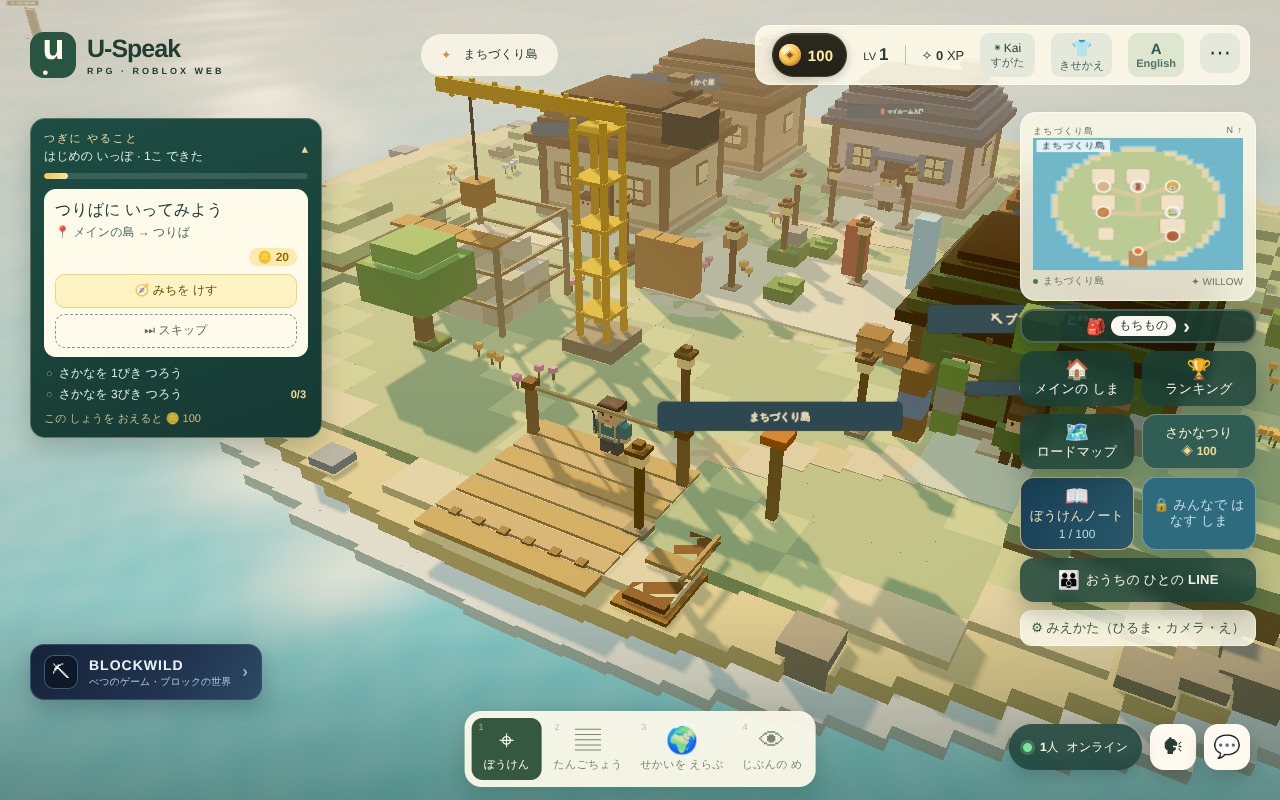 u U-Speak
RPG · ROBLOX WEB
まちづくり島
100
LV 1
0 XP
Kai
すがた
きせかえ
A
English
つぎに やること
はじめの いっぽ · 1こ できた
つりばに いってみよう
メインの島 → つりば
20
みちを けす
スキップ
さかなを 1ぴき つろう
さかなを 3びき つろう 0/3
この しょうを おえると 100
マイルーム入口
まちづくり島
まちづくり島 N ↑
まちづくり島
まちづくり島 WILLOW
もちもの ›
メインの しま
ランキング
ロードマップ
さかなつり
100
ぼうけんノート
1 / 100
みんなで は
なす しま
おうちの ひとの LINE
みえかた（ひるま・カメラ・え）
BLOCKWILD
べつのゲーム・ブロックの世界
1 ぼうけん
2 たんごちょう
3 せかいを えらぶ
4 じぶんの め
1人 オンライン